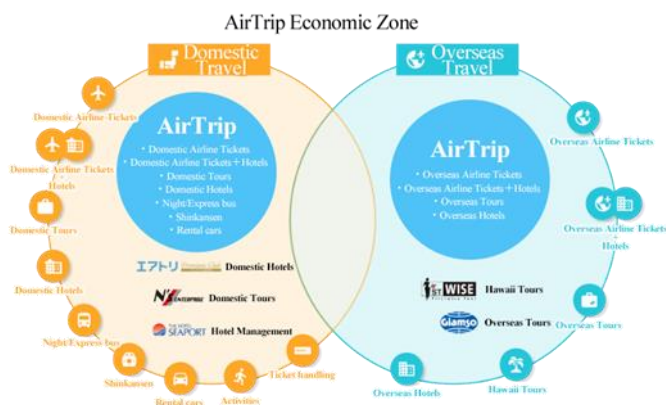 AirTrip Economic Zone
Domestic
Travel
Overseas
Travel
AirTrip
・Domestic Airline Tickets
・Domestic Airline Tickets+Hotels
・Domestic Tours
・Domestic Hotels
・Night/Express bus
・Shinkansen
・Rental cars
AirTrip
・Overseas Airline Tickets
・Overseas Airline Tickets+Hotels
・Overseas Tours
・Overseas Hotels
エアトリ
Domestic Hotels
N's ENTERPRISE
Domestic Tours
THE HOTEL
SEAPORT
Hotel Management
1ST WISE
Hawaii Tours
Glamso
Overseas Tours
Domestic Airline Tickets
Domestic Airline Tickets
・
Hotels
Domestic Tours
Domestic Hotels
Night/Express bus
Shinkansen
Rental cars
Activities
Ticket handling
Overseas Airline Tickets
Overseas Airline Tickets
・
Hotels
Overseas Tours
Hawaii Tours
Overseas Hotels